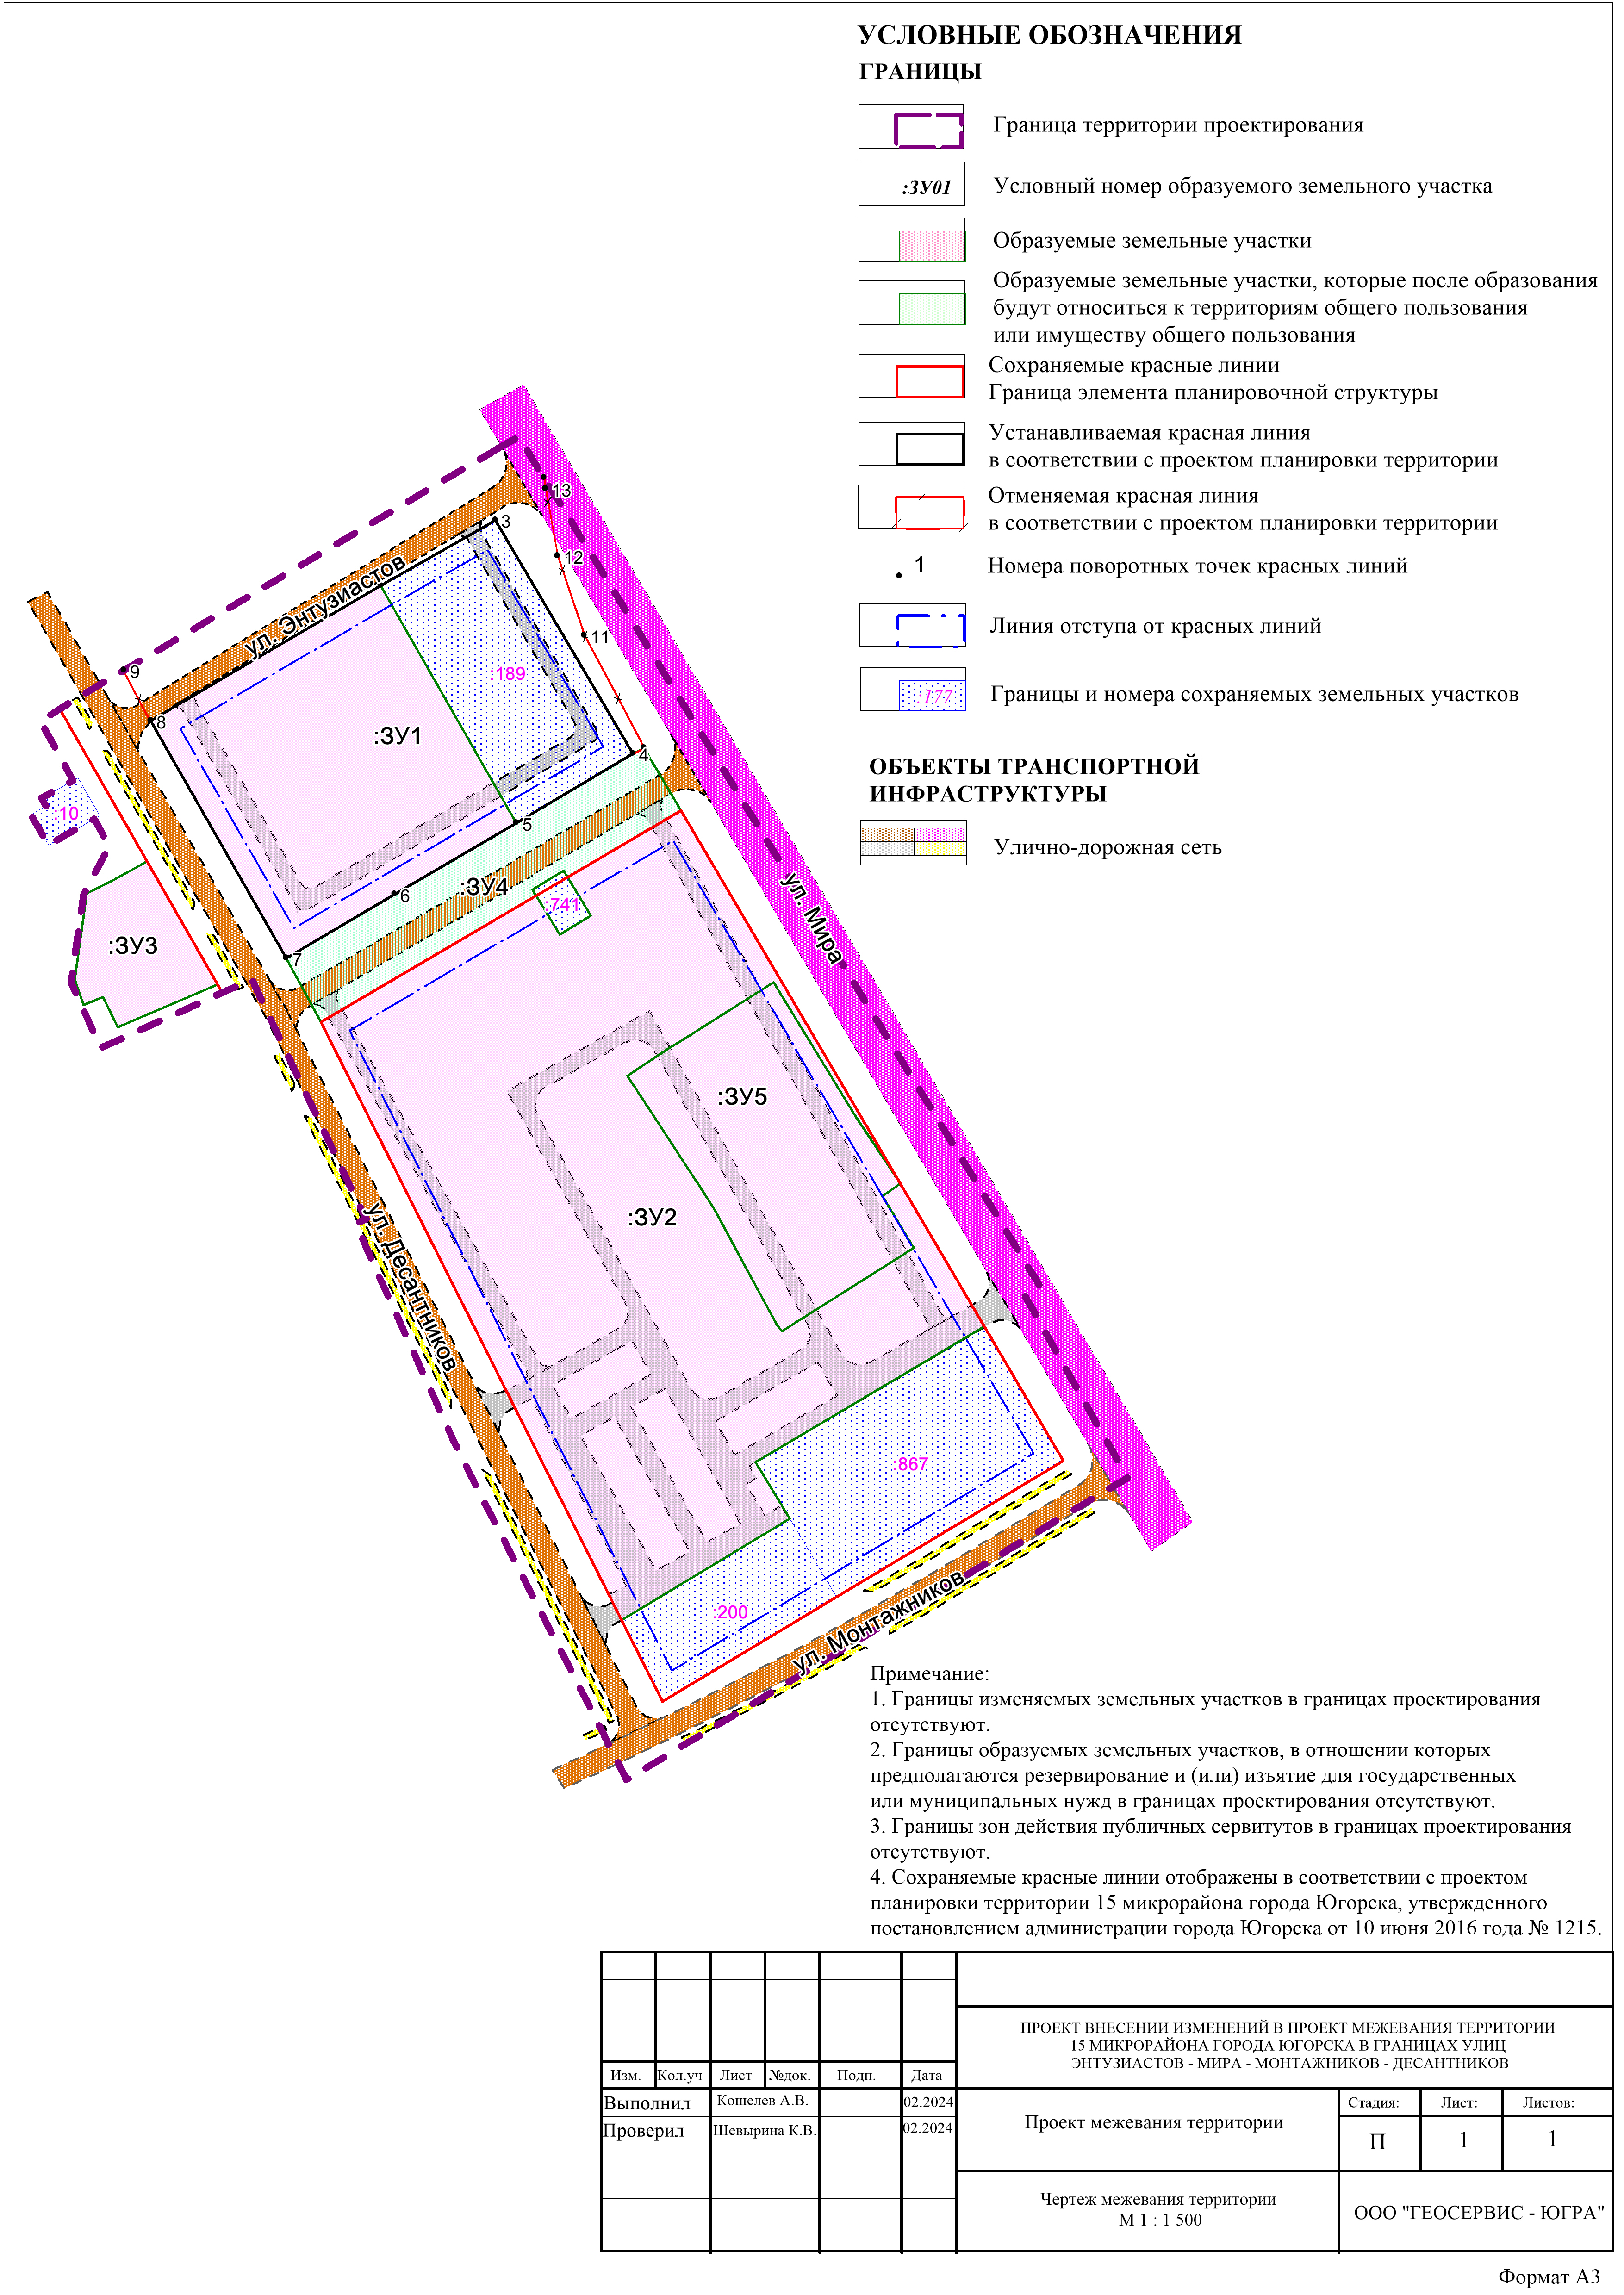 УСЛОВНЫЕ ОБОЗНАЧЕНИЯ
ГРАНИЦЫ
Граница территории проектирования
:ЗУ01
Условный номер образуемого земельного участка
Образуемые земельные участки
Образуемые земельные участки, которые после образования
будут относиться к территориям общего пользования
или имуществу общего пользования
Сохраняемые красные линии
Граница элемента планировочной структуры
Устанавливаемая красная линия
в соответствии с проектом планировки территории
Отменяемая красная линия
в соответствии с проектом планировки территории
1
Номера поворотных точек красных линий
Линия отступа от красных линий
:177
Границы и номера сохраняемых земельных участков
ОБЪЕКТЫ ТРАНСПОРТНОЙ
ИНФРАСТРУКТУРЫ
Улично-дорожная сеть
13
3
12
ул. Энтузиастов
11
9
:189
8
:ЗУ1
4
:10
5
:ЗУ4
6
741
ул. Мира
:ЗУ3
7
:ЗУ5
:ЗУ2
ул. Десантников
:867
:200
ул. Монтажников
Примечание:
1. Границы изменяемых земельных участков в границах проектирования
отсутствуют.
2. Границы образуемых земельных участков, в отношении которых
предполагаются резервирование и (или) изъятие для государственных
или муниципальных нужд в границах проектирования отсутствуют.
3. Границы зон действия публичных сервитутов в границах проектирования
отсутствуют.
4. Сохраняемые красные линии отображены в соответствии с проектом
планировки территории 15 микрорайона города Югорска, утвержденного
постановлением администрации города Югорска от 10 июня 2016 года № 1215.
ПРОЕКТ ВНЕСЕНИИ ИЗМЕНЕНИЙ В ПРОЕКТ МЕЖЕВАНИЯ ТЕРРИТОРИИ
15 МИКРОРАЙОНА ГОРОДА ЮГОРСКА В ГРАНИЦАХ УЛИЦ
ЭНТУЗИАСТОВ - МИРА - МОНТАЖНИКОВ - ДЕСАНТНИКОВ
Изм. Кол.уч Лист №док. Подп. Дата
Выполнил Кошелев А.В. 02.2024
Проверил Шевырина К.В. 02.2024
Проект межевания территории
Стадия: Лист: Листов:
П 1 1
Чертеж межевания территории
М 1 : 1 500
ООО "ГЕОСЕРВИС - ЮГРА"
Формат А3